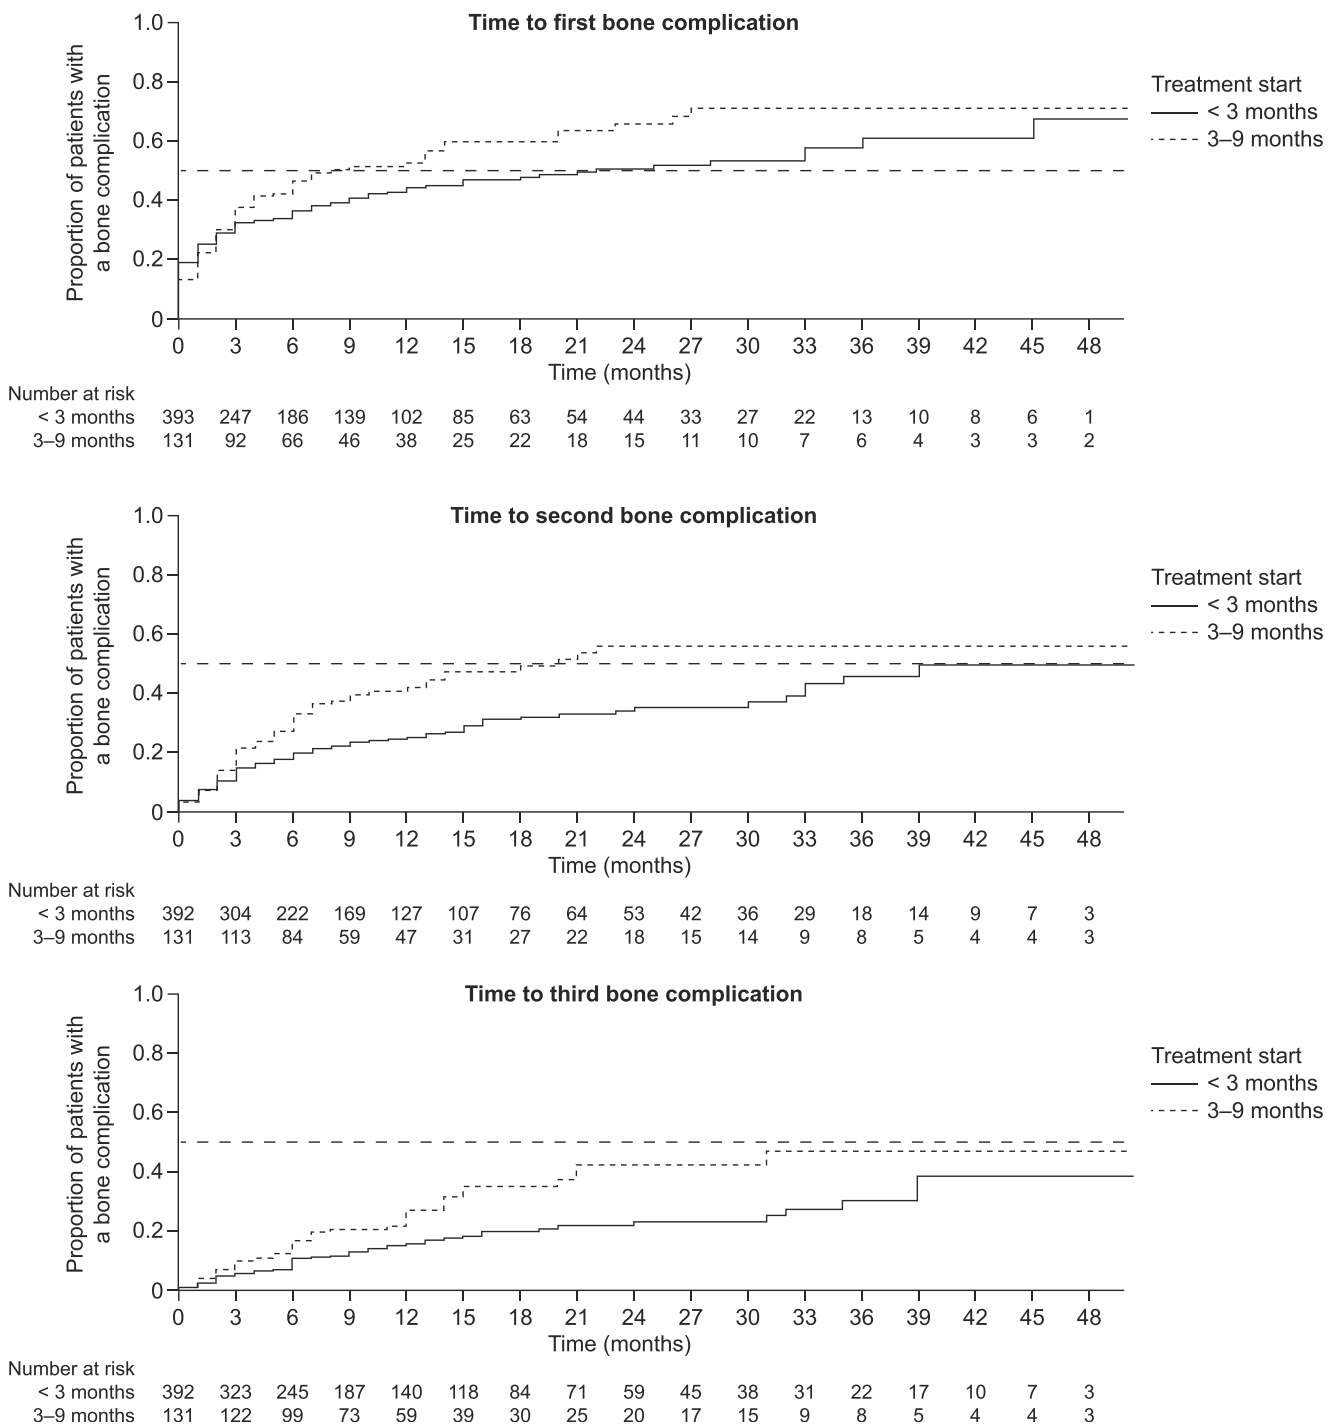 Time to first bone complication
Proportion of patients with
a bone complication
1.0
0.8
0.6
0.4
0.2
0
0 3 6 9 12 15 18 21 24 27 30 33 36 39 42 45 48
Time (months)
Treatment start
< 3 months
3–9 months
Number at risk
< 3 months 393 247 186 139 102 85 63 54 44 33 27 22 13 10 8 6 1
3–9 months 131 92 66 46 38 25 22 18 15 11 10 7 6 4 3 3 2
Time to second bone complication
Proportion of patients with
a bone complication
1.0
0.8
0.6
0.4
0.2
0
0 3 6 9 12 15 18 21 24 27 30 33 36 39 42 45 48
Time (months)
Treatment start
< 3 months
3–9 months
Number at risk
< 3 months 392 304 222 169 127 107 76 64 53 42 36 29 18 14 9 7 3
3–9 months 131 113 84 59 47 31 27 22 18 15 14 9 8 5 4 4 3
Time to third bone complication
Proportion of patients with
a bone complication
1.0
0.8
0.6
0.4
0.2
0
0 3 6 9 12 15 18 21 24 27 30 33 36 39 42 45 48
Time (months)
Treatment start
< 3 months
3–9 months
Number at risk
< 3 months 392 323 245 187 140 118 84 71 59 45 38 31 22 17 10 7 3
3–9 months 131 122 99 73 59 39 30 25 20 17 15 9 8 5 4 4 3